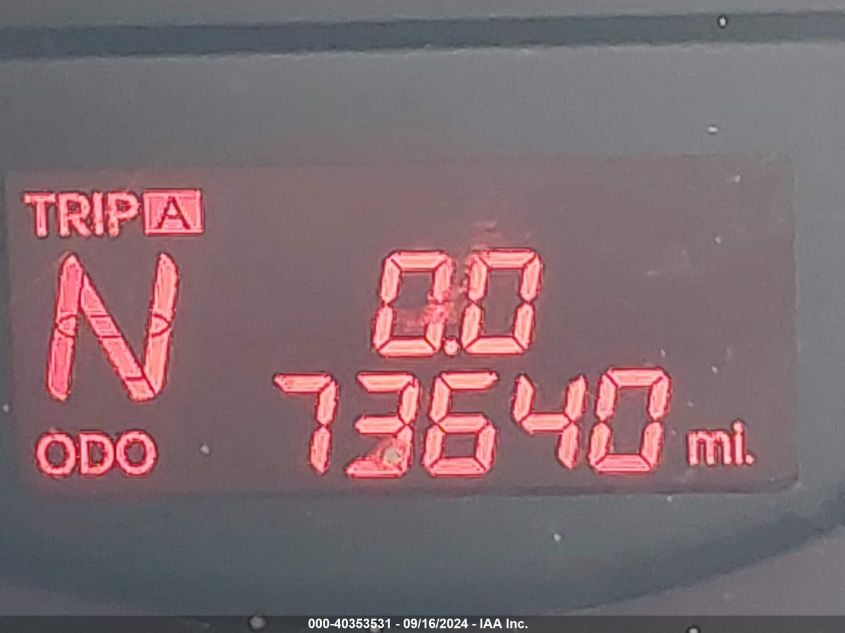 TRIP A
N 0.0
ODO 73640 mi.
000-40353531 - 09/16/2024 - IAA Inc.